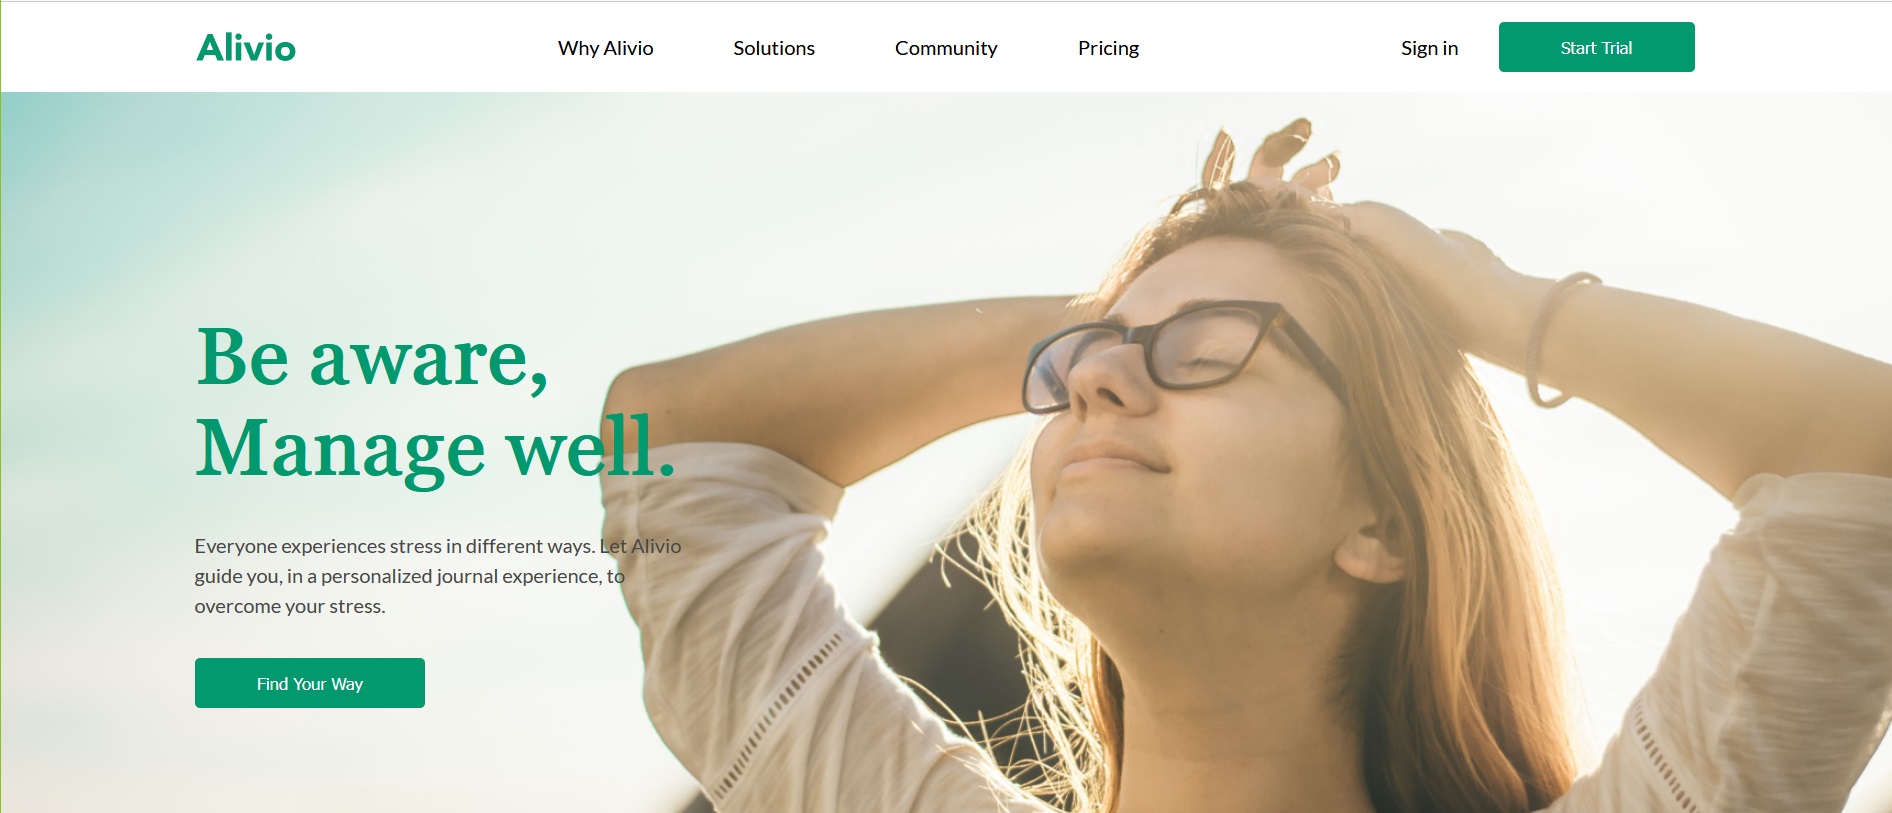 Alivio
Why Alivio
Solutions
Community
Pricing
Sign in
Start Trial
Be aware,
Manage well.
Everyone experiences stress in different ways. Let Alivio
guide you, in a personalized journal experience, to
overcome your stress.
Find Your Way